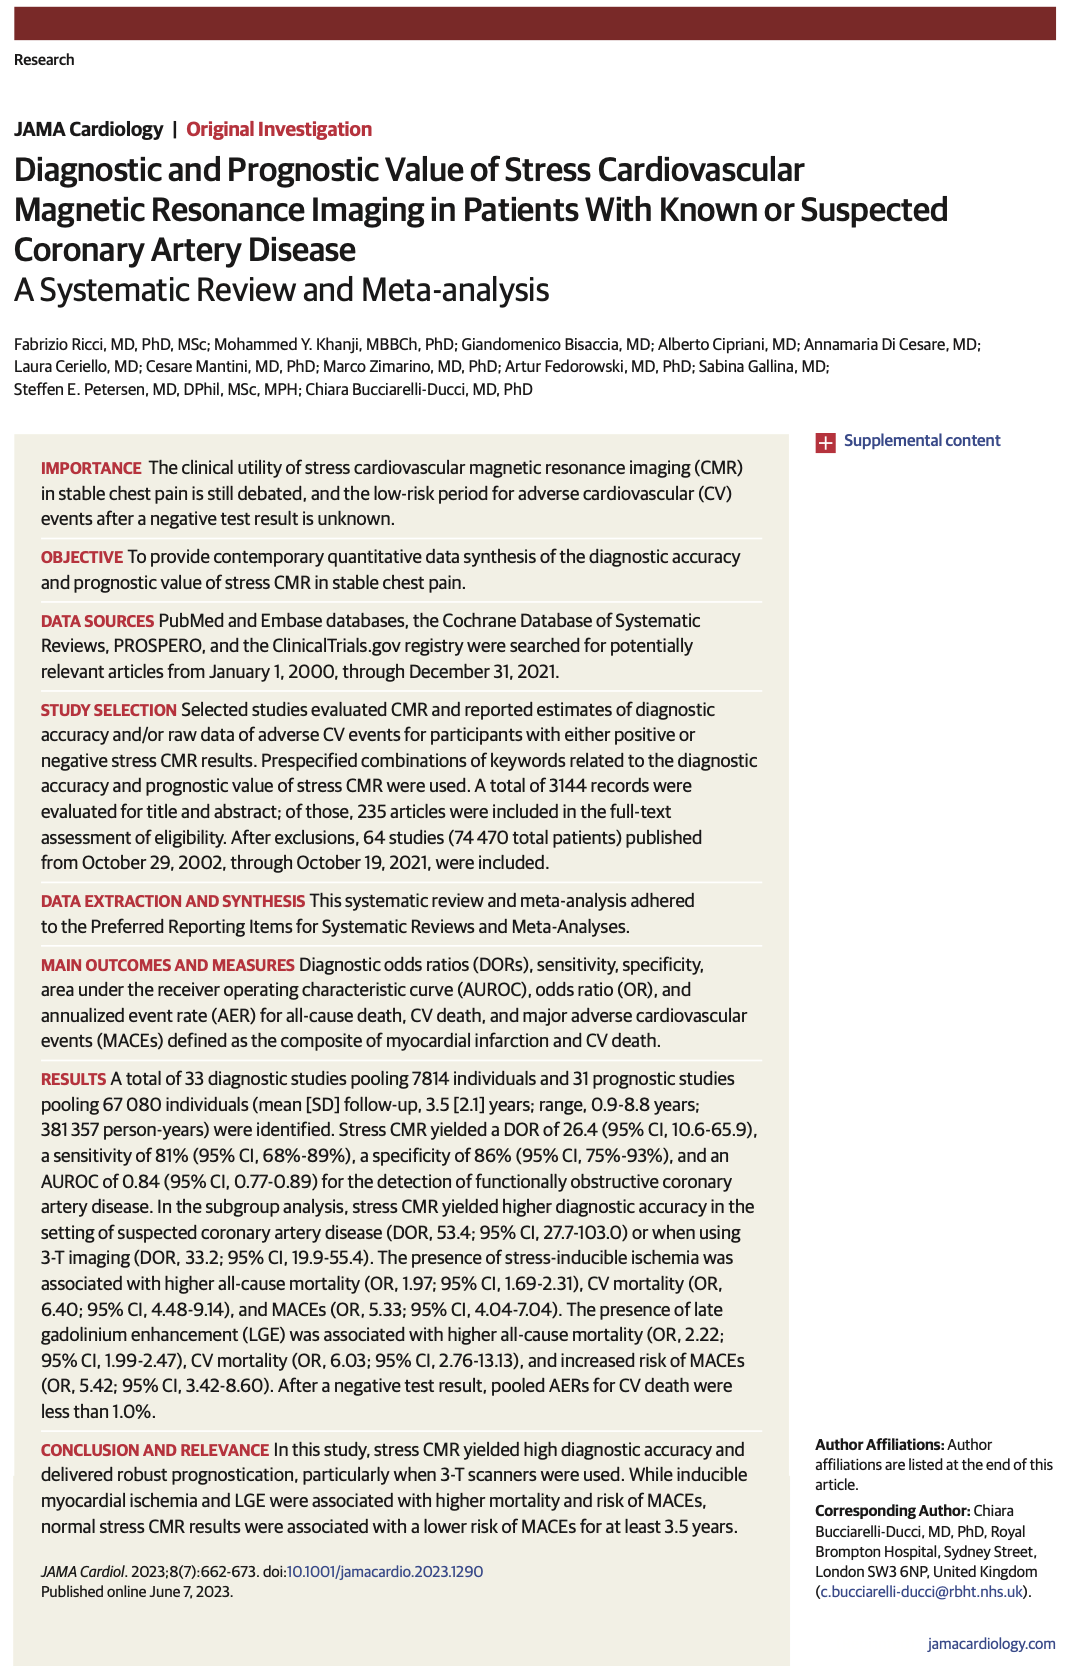 Research
JAMA Cardiology | Original Investigation
Diagnostic and Prognostic Value of Stress Cardiovascular
Magnetic Resonance Imaging in Patients With Known or Suspected
Coronary Artery Disease
A Systematic Review and Meta-analysis
Fabrizio Ricci, MD, PhD, MSc; Mohammed Y. Khanji, MBBCh, PhD; Giandomenico Bisaccia, MD; Alberto Cipriani, MD; Annamaria Di Cesare, MD;
Laura Ceriello, MD; Cesare Mantini, MD, PhD; Marco Zimarino, MD, PhD; Artur Fedorowski, MD, PhD; Sabina Gallina, MD;
Steffen E. Petersen, MD, DPhil, MSc, MPH; Chiara Bucciarelli-Ducci, MD, PhD
Supplemental content
IMPORTANCE The clinical utility of stress cardiovascular magnetic resonance imaging (CMR)
in stable chest pain is still debated, and the low-risk period for adverse cardiovascular (CV)
events after a negative test result is unknown.
OBJECTIVE To provide contemporary quantitative data synthesis of the diagnostic accuracy
and prognostic value of stress CMR in stable chest pain.
DATA SOURCES PubMed and Embase databases, the Cochrane Database of Systematic
Reviews, PROSPERO, and the ClinicalTrials.gov registry were searched for potentially
relevant articles from January 1, 2000, through December 31, 2021.
STUDY SELECTION Selected studies evaluated CMR and reported estimates of diagnostic
accuracy and/or raw data of adverse CV events for participants with either positive or
negative stress CMR results. Prespecified combinations of keywords related to the diagnostic
accuracy and prognostic value of stress CMR were used. A total of 3144 records were
evaluated for title and abstract; of those, 235 articles were included in the full-text
assessment of eligibility. After exclusions, 64 studies (74 470 total patients) published
from October 29, 2002, through October 19, 2021, were included.
DATA EXTRACTION AND SYNTHESIS This systematic review and meta-analysis adhered
to the Preferred Reporting Items for Systematic Reviews and Meta-Analyses.
MAIN OUTCOMES AND MEASURES Diagnostic odds ratios (DORs), sensitivity, specificity,
area under the receiver operating characteristic curve (AUROC), odds ratio (OR), and
annualized event rate (AER) for all-cause death, CV death, and major adverse cardiovascular
events (MACEs) defined as the composite of myocardial infarction and CV death.
RESULTS A total of 33 diagnostic studies pooling 7814 individuals and 31 prognostic studies
pooling 67 080 individuals (mean [SD] follow-up, 3.5 [2.1] years; range, 0.9-8.8 years;
381 357 person-years) were identified. Stress CMR yielded a DOR of 26.4 (95% CI, 10.6-65.9),
a sensitivity of 81% (95% CI, 68%-89%), a specificity of 86% (95% CI, 75%-93%), and an
AUROC of 0.84 (95% CI, 0.77-0.89) for the detection of functionally obstructive coronary
artery disease. In the subgroup analysis, stress CMR yielded higher diagnostic accuracy in the
setting of suspected coronary artery disease (DOR, 53.4; 95% CI, 27.7-103.0) or when using
3-T imaging (DOR, 33.2; 95% CI, 19.9-55.4). The presence of stress-inducible ischemia was
associated with higher all-cause mortality (OR, 1.97; 95% CI, 1.69-2.31), CV mortality (OR,
6.40; 95% CI, 4.48-9.14), and MACEs (OR, 5.33; 95% CI, 4.04-7.04). The presence of late
gadolinium enhancement (LGE) was associated with higher all-cause mortality (OR, 2.22;
95% CI, 1.99-2.47), CV mortality (OR, 6.03; 95% CI, 2.76-13.13), and increased risk of MACEs
(OR, 5.42; 95% CI, 3.42-8.60). After a negative test result, pooled AERs for CV death were
less than 1.0%.
CONCLUSION AND RELEVANCE In this study, stress CMR yielded high diagnostic accuracy and
delivered robust prognostication, particularly when 3-T scanners were used. While inducible
myocardial ischemia and LGE were associated with higher mortality and risk of MACEs,
normal stress CMR results were associated with a lower risk of MACEs for at least 3.5 years.
JAMA Cardiol. 2023;8(7):662-673. doi:10.1001/jamacardio.2023.1290
Published online June 7, 2023.
Author Affiliations: Author
affiliations are listed at the end of this
article.
Corresponding Author: Chiara
Bucciarelli-Ducci, MD, PhD, Royal
Brompton Hospital, Sydney Street,
London SW3 6NP, United Kingdom
(c.bucciarelli-ducci@rbht.nhs.uk).
jamacardiology.com